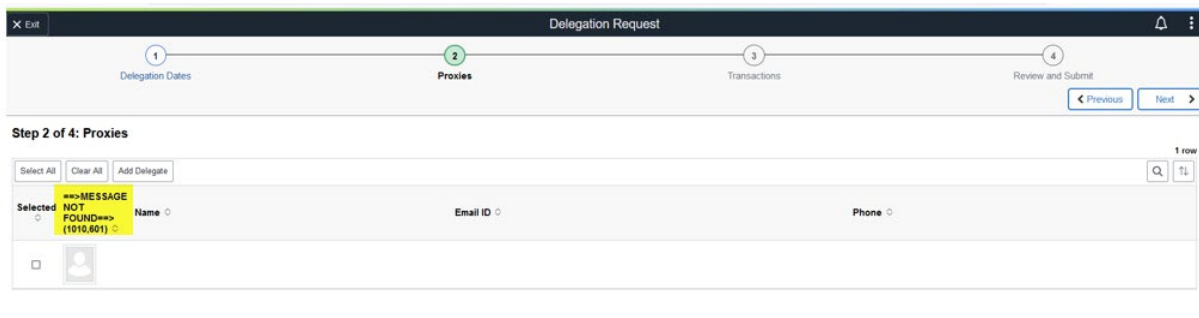 × Exit
Delegation Request
1
2
3
4
Delegation Dates
Proxies
Transactions
Review and Submit
Previous
Next
Step 2 of 4: Proxies
1 row
Select All
Clear All
Add Delegate
Selected
==>MESSAGE
NOT
FOUND==>
(1010,601)
Name
Email ID
Phone